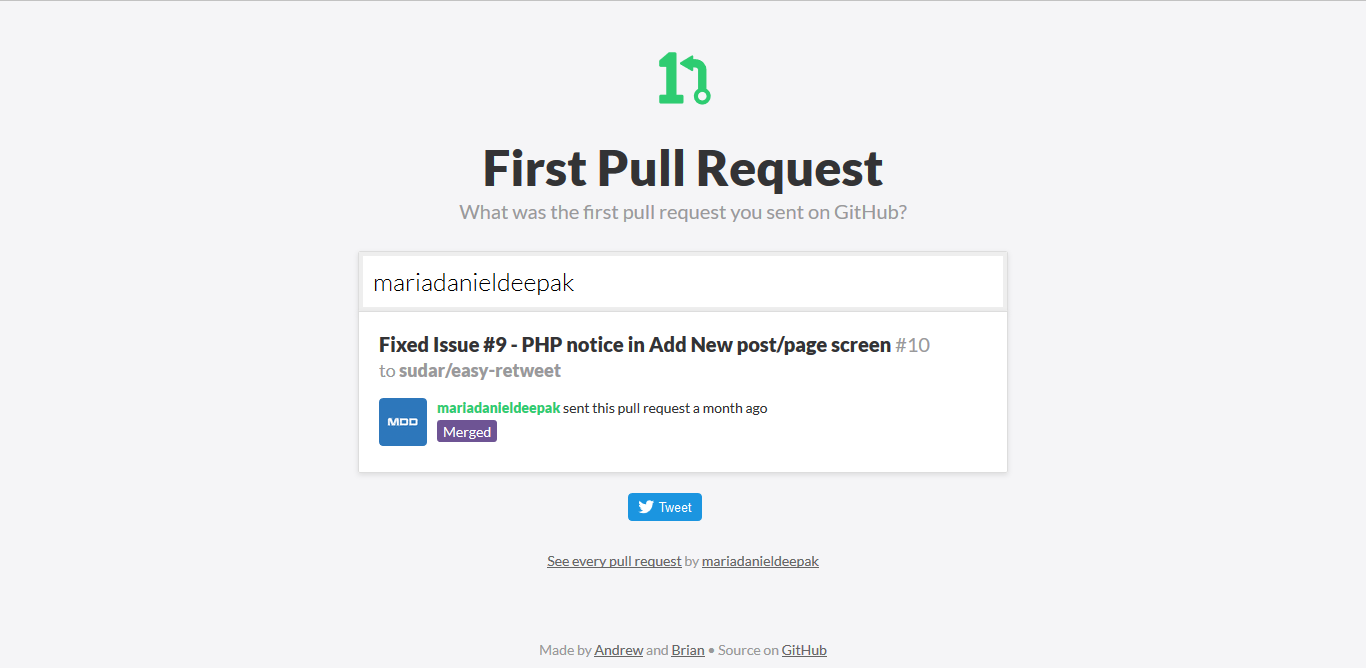 First Pull Request
What was the first pull request you sent on GitHub?
mariadanieldeepak
Fixed Issue #9 - PHP notice in Add New post/page screen #10
to sudar/easy-retweet
mariadanieldeepak sent this pull request a month ago
MDD
Merged
Tweet
See every pull request by mariadanieldeepak
Made by Andrew and Brian • Source on GitHub